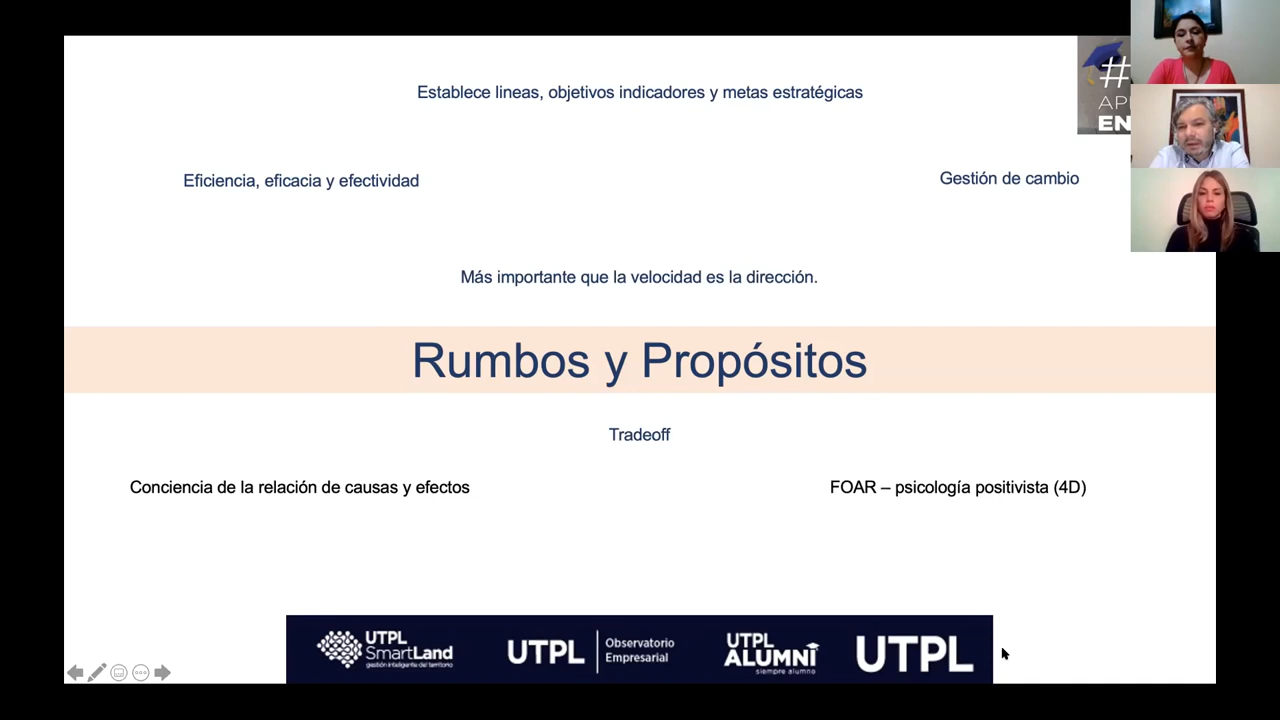 Establece lineas, objetivos indicadores y metas estratégicas
#
AP
EN
Eficiencia, eficacia y efectividad
Gestión de cambio
Más importante que la velocidad es la dirección.
Rumbos y Propósitos
Tradeoff
Conciencia de la relación de causas y efectos
FOAR – psicología positivista (4D)
UTPL
SmartLand
gestión inteligente del territorio
UTPL
Observatorio
Empresarial
UTPL
ALUMNI
siempre alumno
UTPL